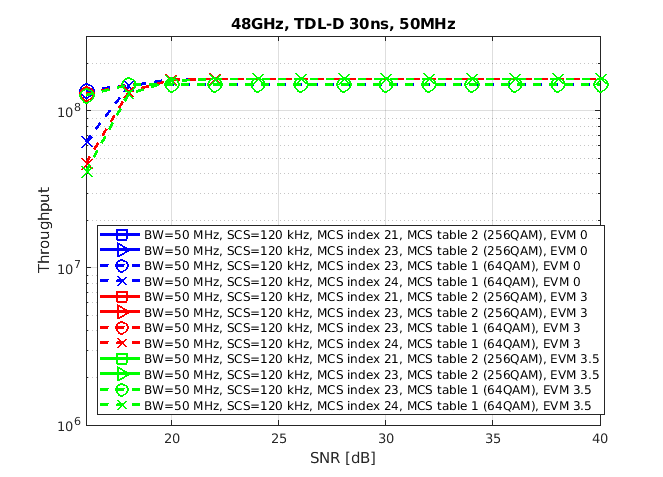 48GHz, TDL-D 30ns, 50MHz
Throughput
10^8
10^7
10^6
BW=50 MHz, SCS=120 kHz, MCS index 21, MCS table 2 (256QAM), EVM 0
BW=50 MHz, SCS=120 kHz, MCS index 23, MCS table 2 (256QAM), EVM 0
BW=50 MHz, SCS=120 kHz, MCS index 23, MCS table 1 (64QAM), EVM 0
BW=50 MHz, SCS=120 kHz, MCS index 24, MCS table 1 (64QAM), EVM 0
BW=50 MHz, SCS=120 kHz, MCS index 21, MCS table 2 (256QAM), EVM 3
BW=50 MHz, SCS=120 kHz, MCS index 23, MCS table 2 (256QAM), EVM 3
BW=50 MHz, SCS=120 kHz, MCS index 23, MCS table 1 (64QAM), EVM 3
BW=50 MHz, SCS=120 kHz, MCS index 24, MCS table 1 (64QAM), EVM 3
BW=50 MHz, SCS=120 kHz, MCS index 21, MCS table 2 (256QAM), EVM 3.5
BW=50 MHz, SCS=120 kHz, MCS index 23, MCS table 2 (256QAM), EVM 3.5
BW=50 MHz, SCS=120 kHz, MCS index 23, MCS table 1 (64QAM), EVM 3.5
BW=50 MHz, SCS=120 kHz, MCS index 24, MCS table 1 (64QAM), EVM 3.5
20 25 30 35 40
SNR [dB]